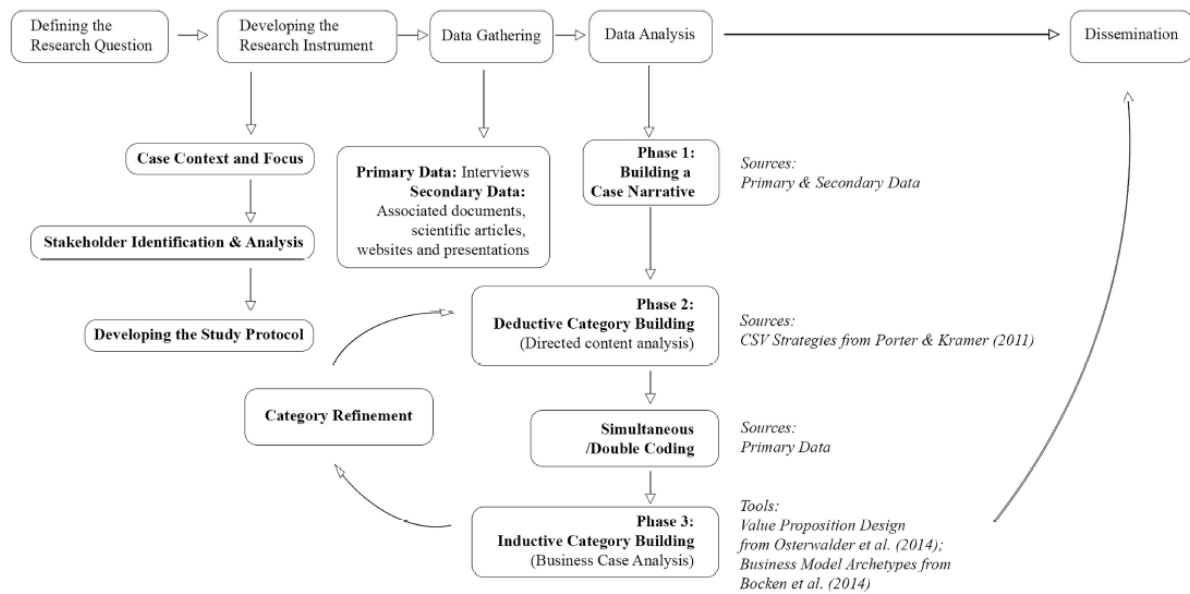 Defining the
Research Question
Developing the
Research Instrument
Data Gathering
Data Analysis
Dissemination
Case Context and Focus
Stakeholder Identification & Analysis
Developing the Study Protocol
Primary Data: Interviews
Secondary Data:
Associated documents,
scientific articles,
websites and presentations
Phase 1:
Building a
Case Narrative
Sources:
Primary & Secondary Data
Phase 2:
Deductive Category Building
(Directed content analysis)
Sources:
CSV Strategies from Porter & Kramer (2011)
Category Refinement
Simultaneous
/Double Coding
Sources:
Primary Data
Phase 3:
Inductive Category Building
(Business Case Analysis)
Tools:
Value Proposition Design
from Osterwalder et al. (2014);
Business Model Archetypes from
Bocken et al. (2014)